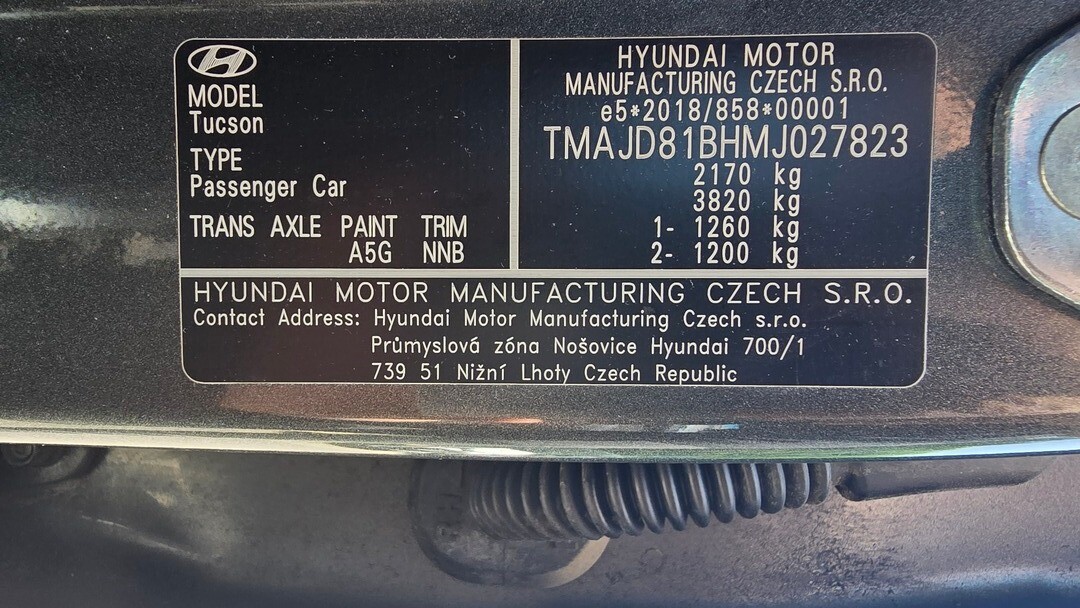 MODEL
Tucson
TYPE
Passenger Car
TRANS AXLE PAINT TRIM
A5G NNB
HYUNDAI MOTOR
MANUFACTURING CZECH S.R.O.
e5*2018/858*00001
TMAJD81BHMJ027823
2170 kg
3820 kg
1- 1260 kg
2- 1200 kg
HYUNDAI MOTOR MANUFACTURING CZECH S.R.O.
Contact Address: Hyundai Motor Manufacturing Czech s.r.o.
Průmyslová zóna Nošovice Hyundai 700/1
739 51 Nižní Lhoty Czech Republic